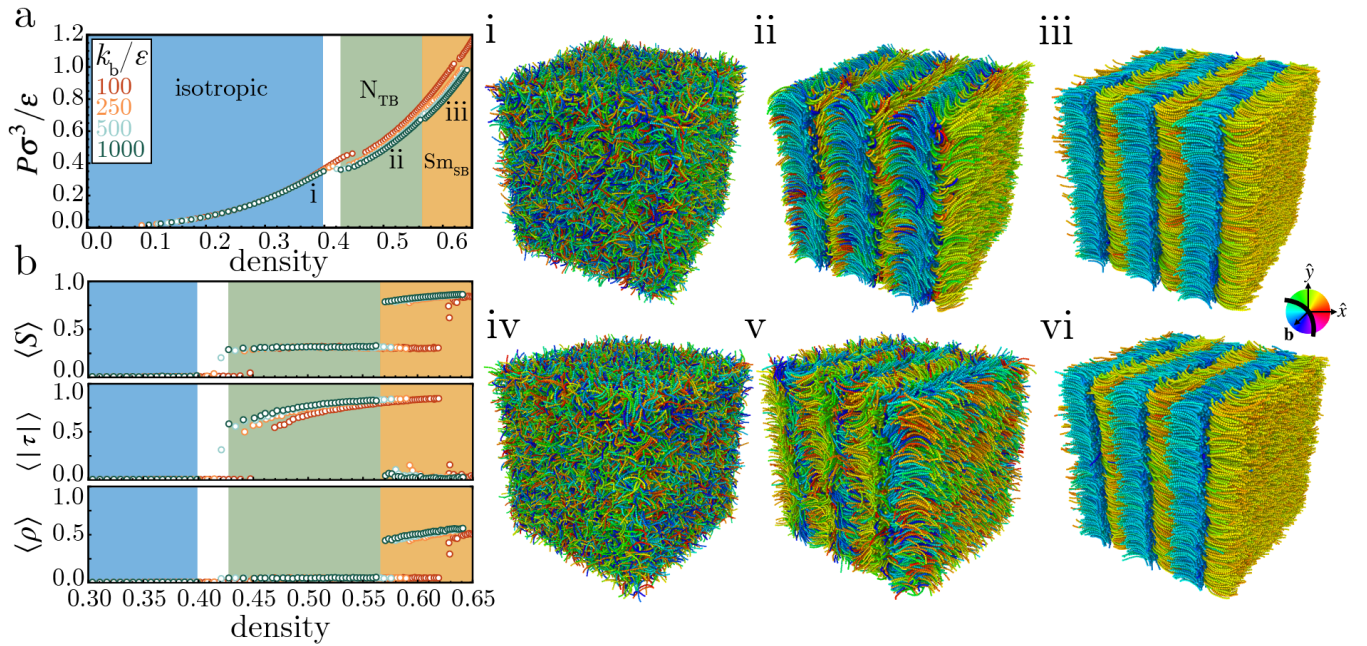 a
1.2
1.0
0.8
0.6
0.4
0.2
0.0
Pσ³/ε
k_b/ε
100
250
500
1000
isotropic
N_TB
Sm_SB
i
ii
iii
0.0 0.1 0.2 0.3 0.4 0.5 0.6
density
b
1.0
0.5
0.0
⟨S⟩
1.0
0.5
0.0
⟨|τ|⟩
1.0
0.5
0.0
⟨ρ⟩
0.30 0.35 0.40 0.45 0.50 0.55 0.60 0.65
density
i
ii
iii
iv
v
vi
ŷ
x̂
b